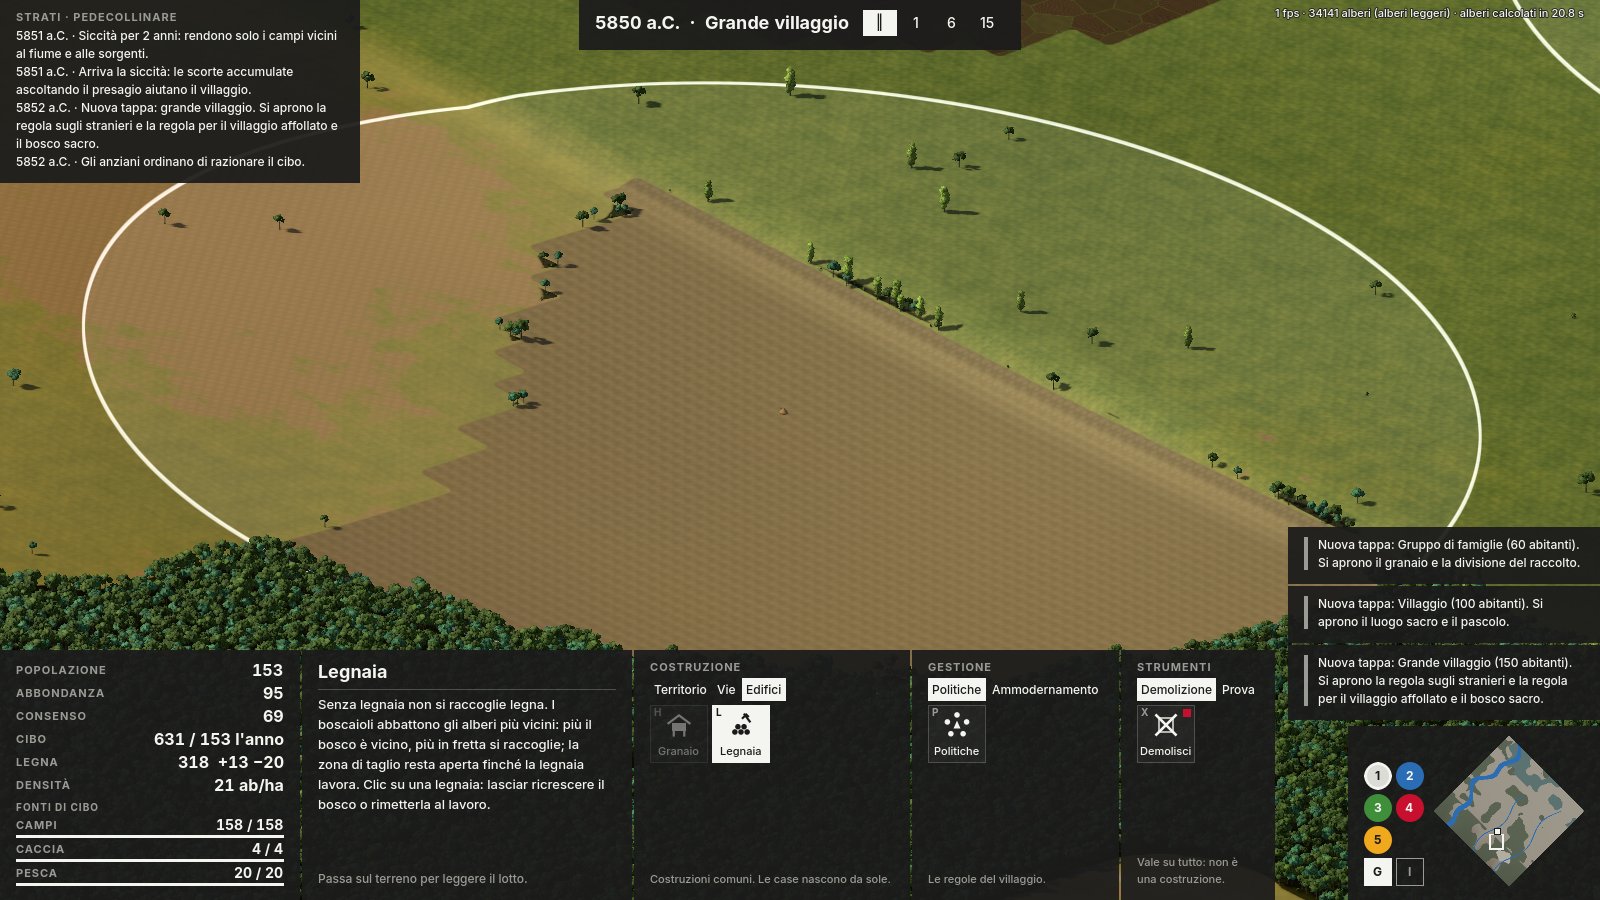 STRATI · PEDECOLLINARE
5851 a.C. · Siccità per 2 anni: rendono solo i campi vicini
al fiume e alle sorgenti.
5851 a.C. · Arriva la siccità: le scorte accumulate
ascoltando il presagio aiutano il villaggio.
5852 a.C. · Nuova tappa: grande villaggio. Si aprono la
regola sugli stranieri e la regola per il villaggio affollato e
il bosco sacro.
5852 a.C. · Gli anziani ordinano di razionare il cibo.
5850 a.C. · Grande villaggio
1 6 15
1 fps · 34141 alberi (alberi leggeri) · alberi calcolati in 20.8 s
Nuova tappa: Gruppo di famiglie (60 abitanti).
Si aprono il granaio e la divisione del raccolto.
Nuova tappa: Villaggio (100 abitanti). Si
aprono il luogo sacro e il pascolo.
Nuova tappa: Grande villaggio (150 abitanti).
Si aprono la regola sugli stranieri e la regola
per il villaggio affollato e il bosco sacro.
POPOLAZIONE 153
ABBONDANZA 95
CONSENSO 69
CIBO 631 / 153 l'anno
LEGNA 318 +13 −20
DENSITÀ 21 ab/ha
FONTI DI CIBO
CAMPI 158 / 158
CACCIA 4 / 4
PESCA 20 / 20
Legnaia
Senza legnaia non si raccoglie legna. I
boscaioli abbattono gli alberi più vicini: più il
bosco è vicino, più in fretta si raccoglie; la
zona di taglio resta aperta finché la legnaia
lavora. Clic su una legnaia: lasciar ricrescere il
bosco o rimetterla al lavoro.
Passa sul terreno per leggere il lotto.
COSTRUZIONE
Territorio Vie Edifici
H
Granaio
L
Legnaia
Costruzioni comuni. Le case nascono da sole.
GESTIONE
Politiche Ammodernamento
P
Politiche
Le regole del villaggio.
STRUMENTI
Demolizione Prova
X
Demolisci
Vale su tutto: non è
una costruzione.
1 2
3 4
5
G I